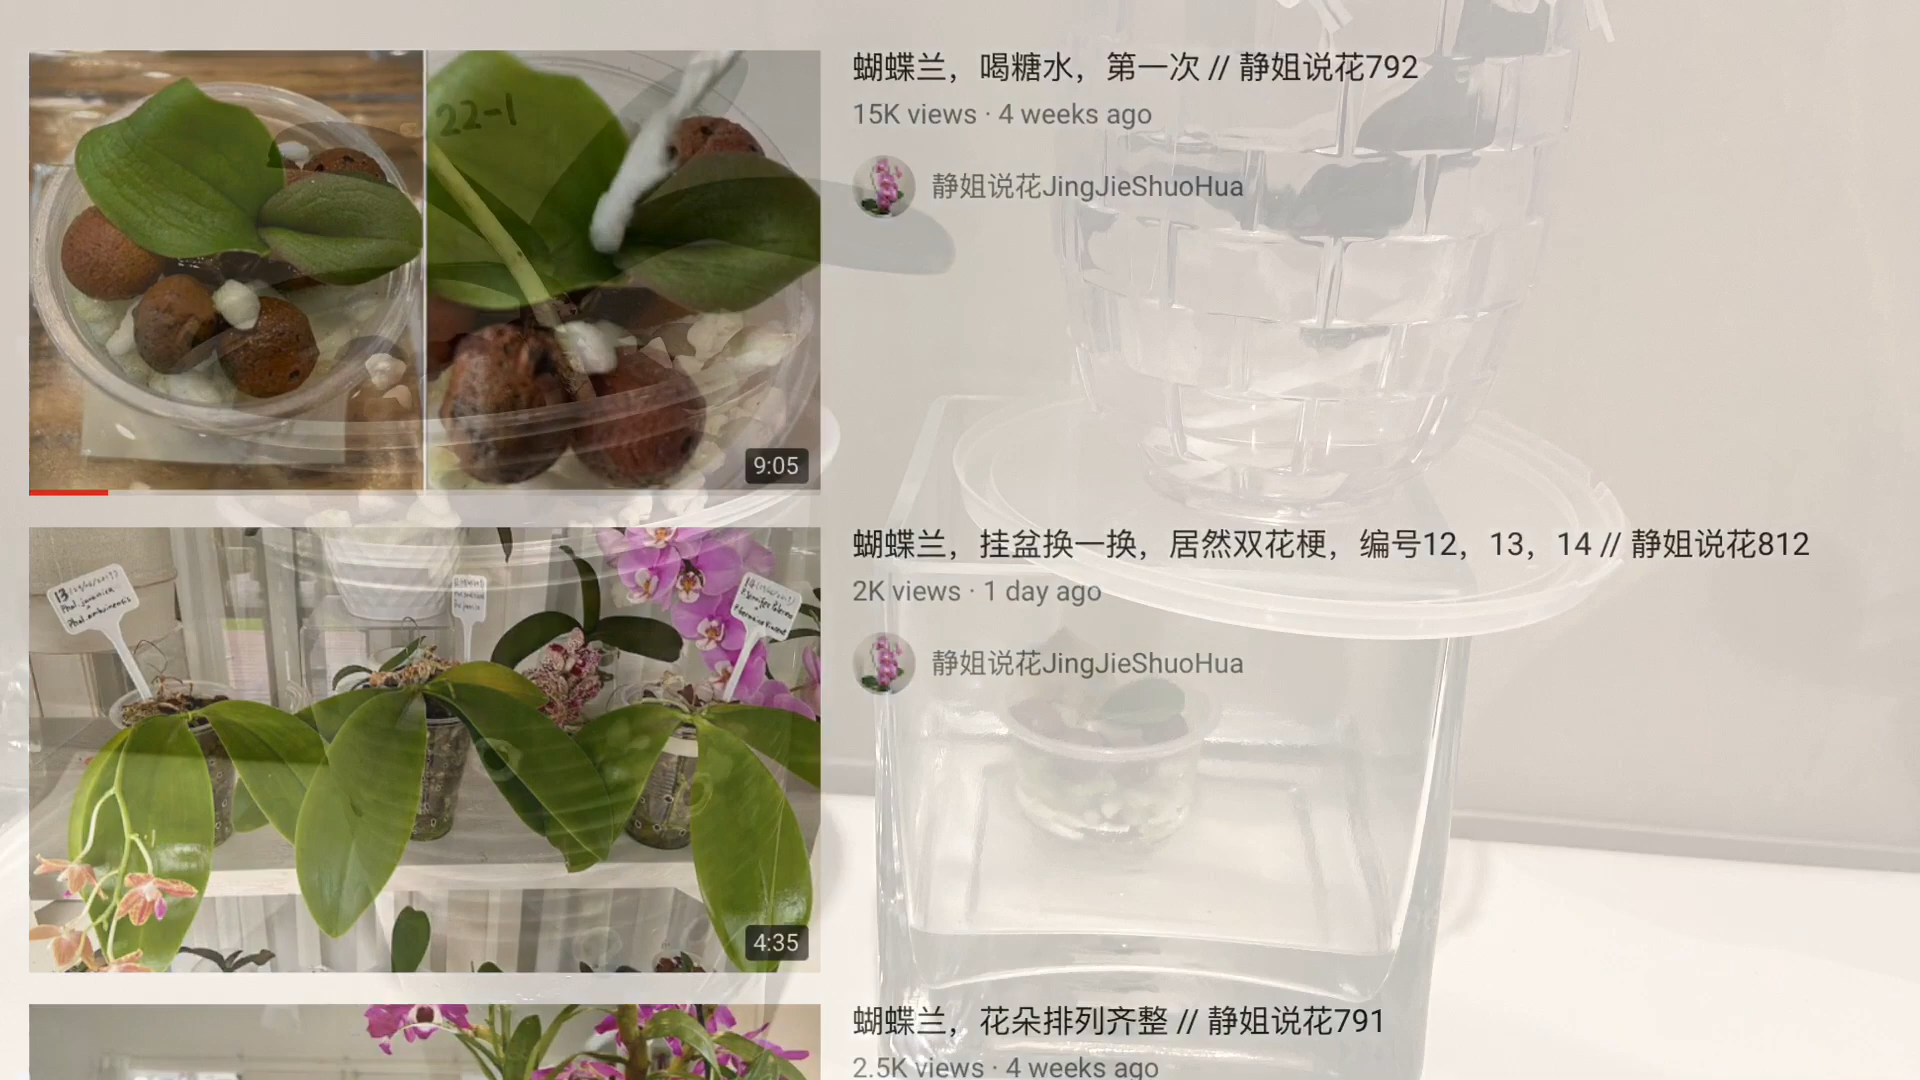 蝴蝶兰，喝糖水，第一次 // 静姐说花792
15K views · 4 weeks ago
静姐说花JingJieShuoHua
22-1
9:05
蝴蝶兰，挂盆换一换，居然双花梗，编号12，13，14 // 静姐说花812
2K views · 1 day ago
静姐说花JingJieShuoHua
13
4:35
蝴蝶兰，花朵排列齐整 // 静姐说花791
2.5K views · 4 weeks ago